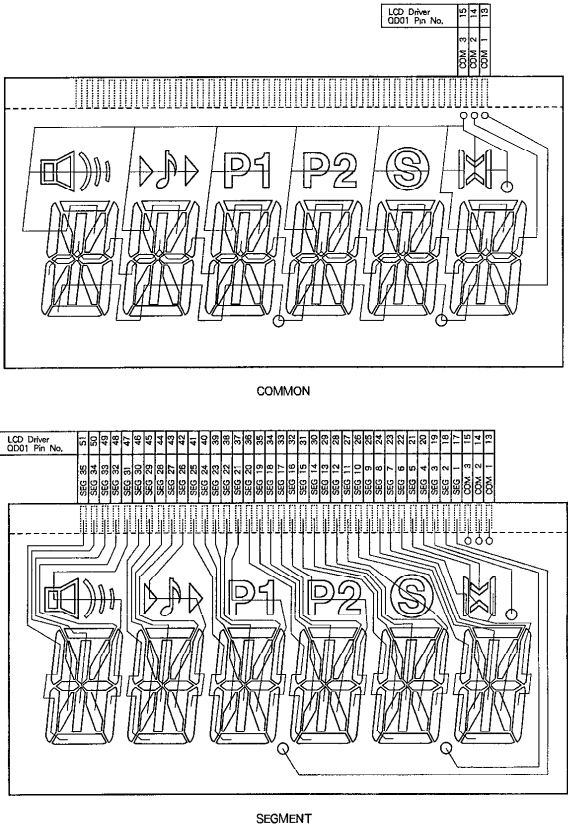 LCD Driver 15 14 13
QD01 Pin No. COM 3 COM 2 COM 1
P1 P2 S
COMMON
LCD Driver 51 50 49 48 47 46 45 44 43 42 41 40 39 38 37 36 35 34 33 32 31 30 29 28 27 26 25 24 23 22 21 20 19 18 17 15 14 13
QD01 Pin No. SEG 35 SEG 34 SEG 33 SEG 32 SEG 31 SEG 30 SEG 29 SEG 28 SEG 27 SEG 26 SEG 25 SEG 24 SEG 23 SEG 22 SEG 21 SEG 20 SEG 19 SEG 18 SEG 17 SEG 16 SEG 15 SEG 14 SEG 13 SEG 12 SEG 11 SEG 10 SEG 9 SEG 8 SEG 7 SEG 6 SEG 5 SEG 4 SEG 3 SEG 2 SEG 1 COM 3 COM 2 COM 1
P1 P2 S
SEGMENT